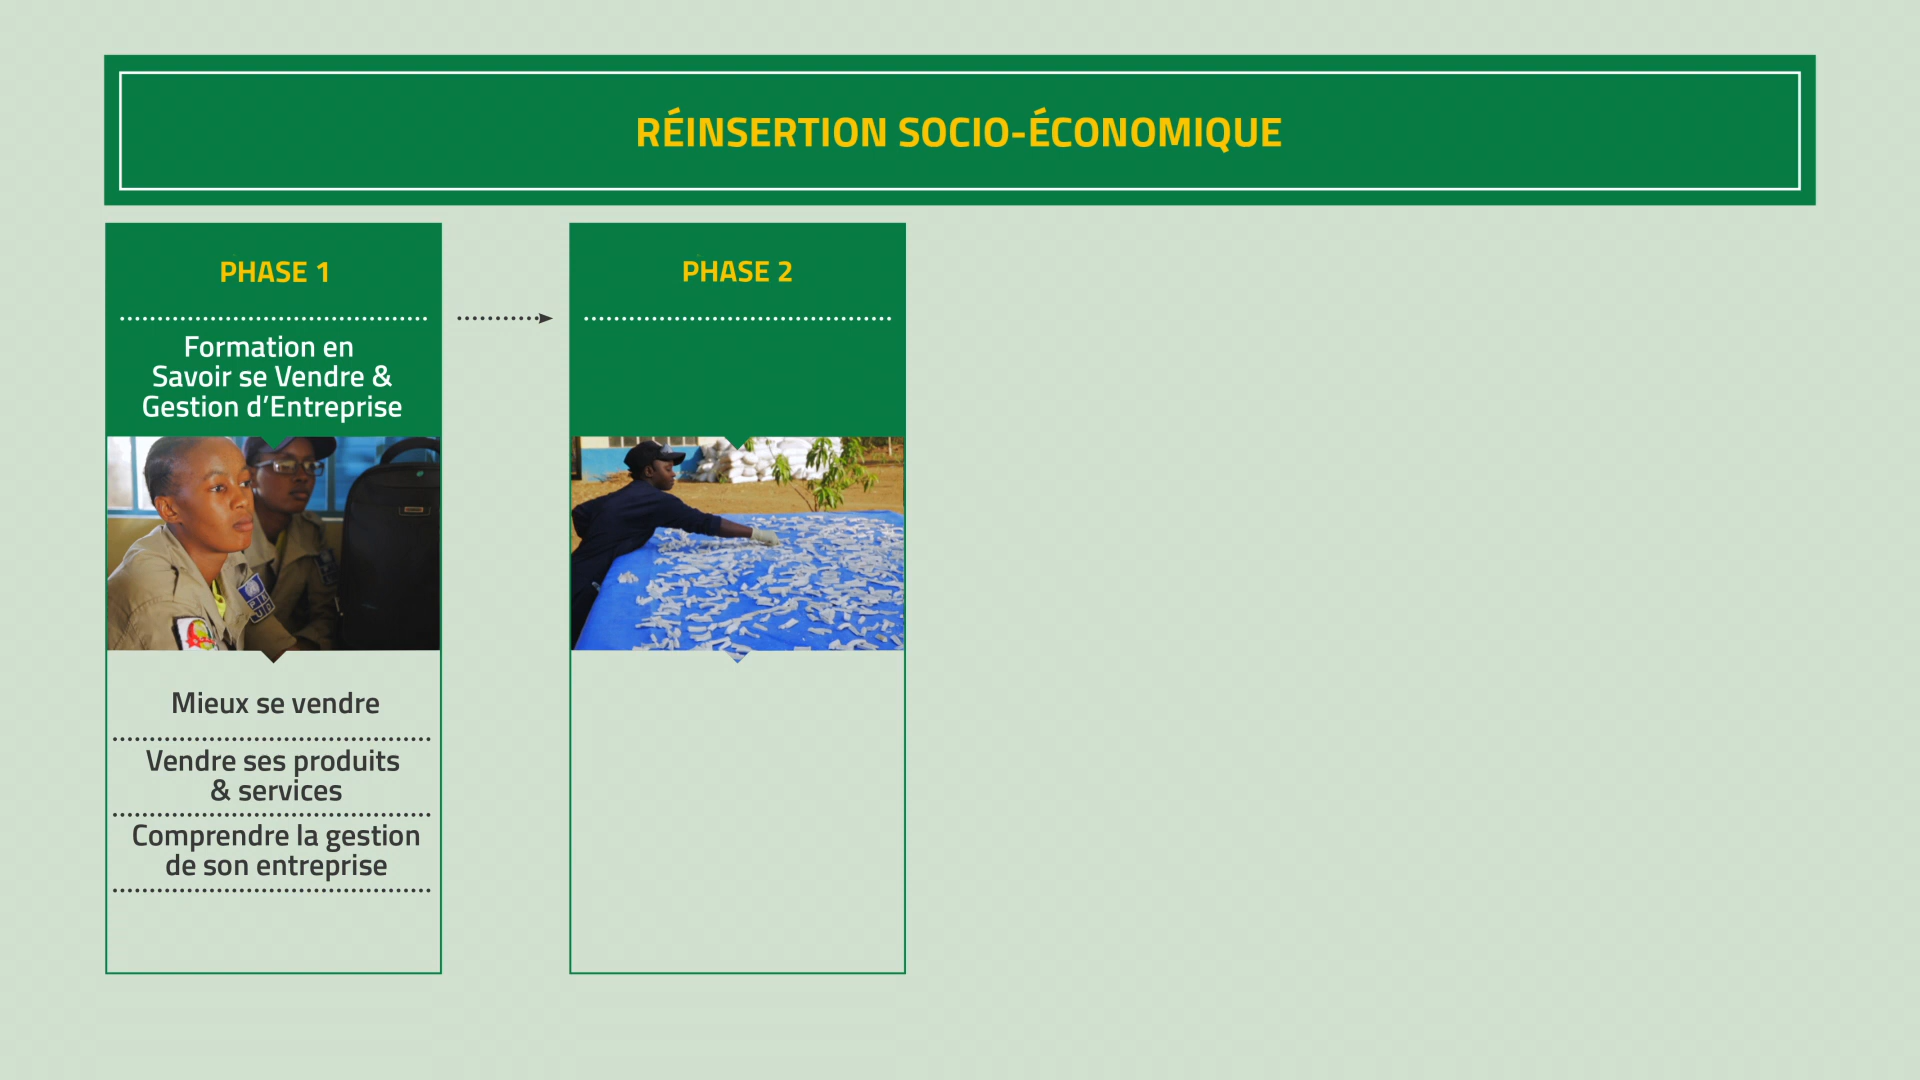 RÉINSERTION SOCIO-ÉCONOMIQUE
PHASE 1
Formation en
Savoir se Vendre &
Gestion d'Entreprise
Mieux se vendre
Vendre ses produits
& services
Comprendre la gestion
de son entreprise
PHASE 2